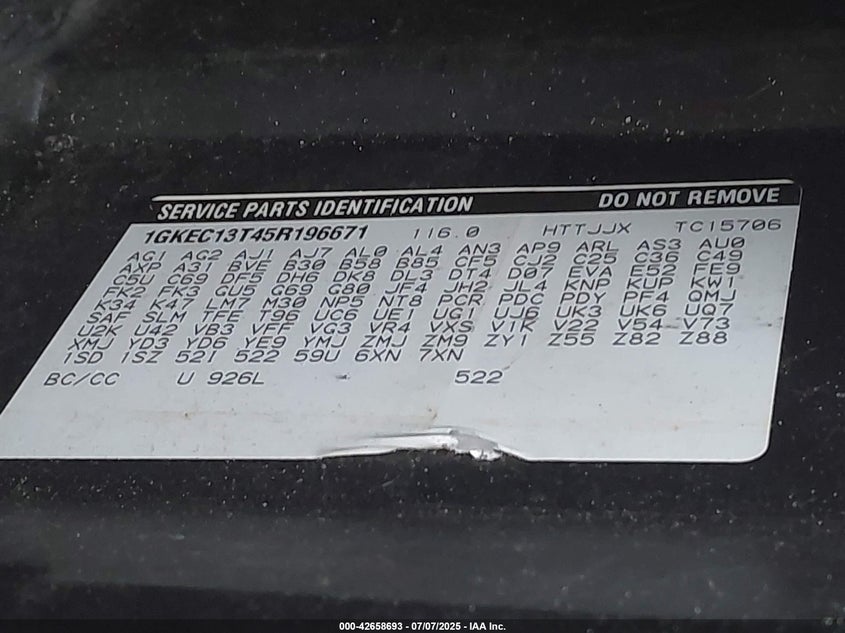 SERVICE PARTS IDENTIFICATION DO NOT REMOVE
1GKEC13T45R196671 116.0 HTTJJX TC15706
AG1 AG2 AJ1 AJ7 AL0 AL4 AN3 AP9 ARL AS3 AU0
AXP A31 BVE B30 B58 B85 CF5 CJ2 C25 C36 C49
C5U C69 DF5 DH6 DK8 DL3 DT4 D07 EVA E52 FE9
FK2 FK3 GU5 G69 G80 JF4 JH2 JL4 KNP KUP KW1
K34 K47 LM7 M30 NP5 NT8 PCR PDC PDY PF4 QMJ
SAF SLM TFE T96 UC6 UE1 UG1 UJ6 UK3 UK6 UQ7
U2K U42 VB3 VFF VG3 VR4 VXS V1K V22 V54 V73
XMJ YD3 YD6 YE9 YMJ ZMJ ZM9 ZY1 Z55 Z82 Z88
1SD 1SZ 52I 522 59U 6XN 7XN
BC/CC U 926L 522
000-42658693 - 07/07/2025 - IAA Inc.